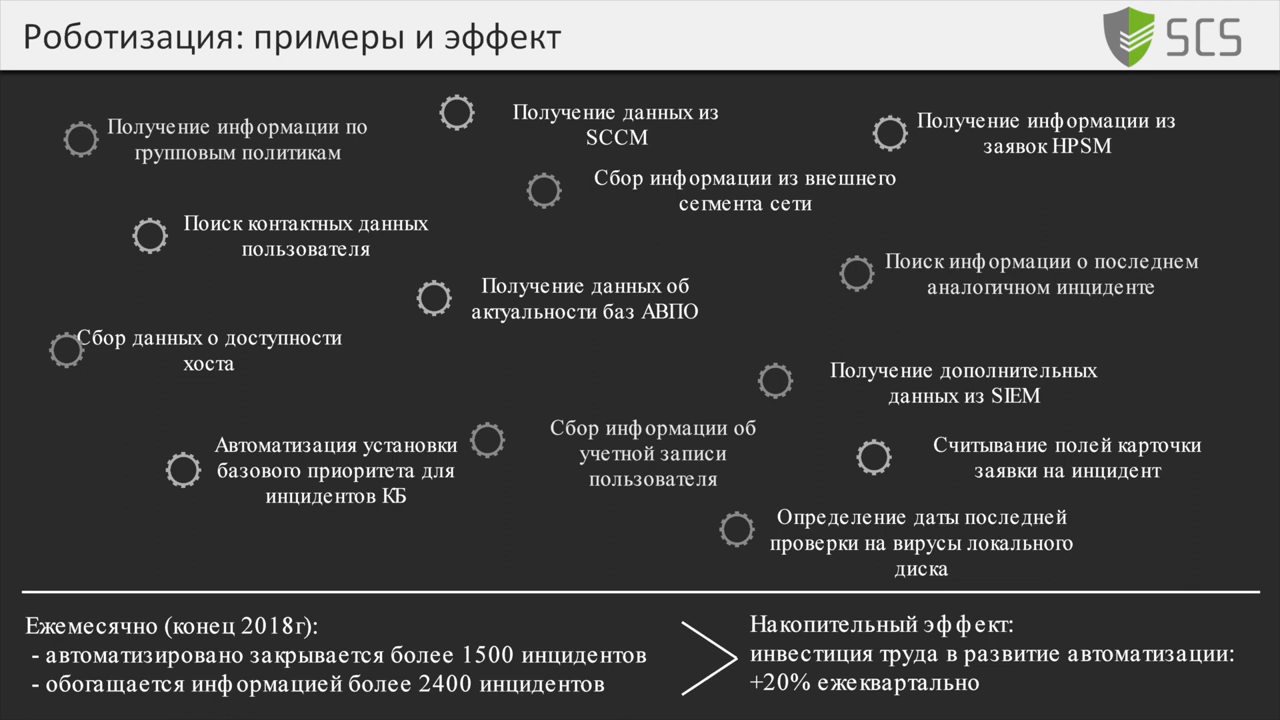 Роботизация: примеры и эффект
SCS
Получение информации по
групповым политикам
Получение данных из
SCCM
Получение информации из
заявок HPSM
Сбор информации из внешнего
сегмента сети
Поиск контактных данных
пользователя
Поиск информации о последнем
аналогичном инциденте
Получение данных об
актуальности баз АВПО
Сбор данных о доступности
хоста
Получение дополнительных
данных из SIEM
Автоматизация установки
базового приоритета для
инцидентов КБ
Сбор информации об
учетной записи
пользователя
Считывание полей карточки
заявки на инцидент
Определение даты последней
проверки на вирусы локального
диска
Ежемесячно (конец 2018г):
- автоматизировано закрывается более 1500 инцидентов
- обогащается информацией более 2400 инцидентов
Накопительный эффект:
инвестиция труда в развитие автоматизации:
+20% ежеквартально